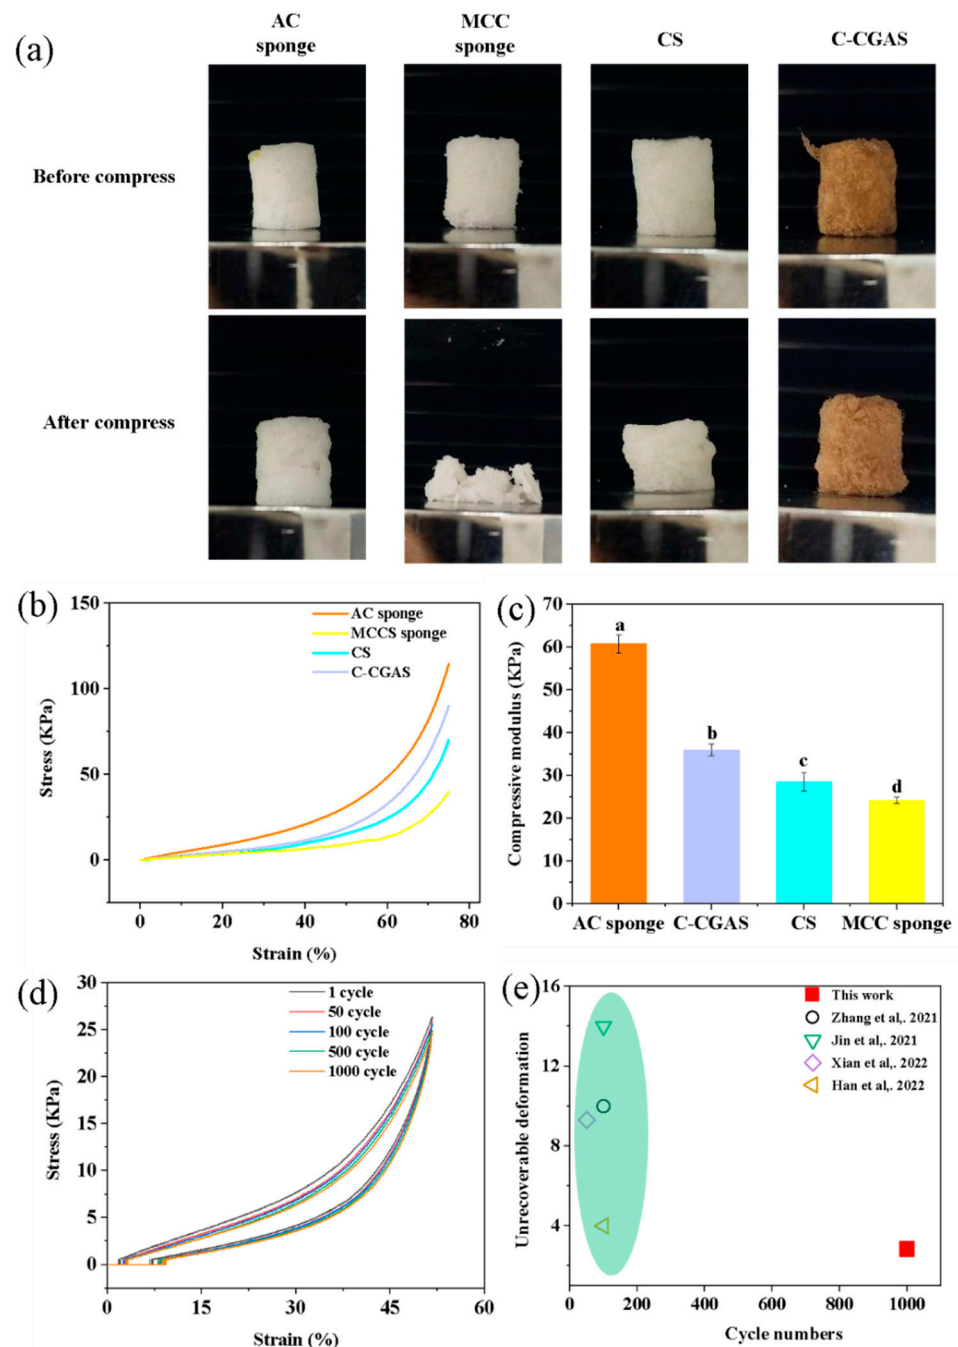 (a)
AC
sponge
MCC
sponge
CS
C-CGAS
Before compress
After compress
(b)
150
100
50
0
0
20
40
60
80
Stress (KPa)
Strain (%)
AC sponge
MCCS sponge
CS
C-CGAS
(c)
70
60
50
40
30
20
10
0
Compressive modulus (KPa)
a
b
c
d
AC sponge
C-CGAS
CS
MCC sponge
(d)
30
25
20
15
10
5
0
0
15
30
45
60
Stress (KPa)
Strain (%)
1 cycle
50 cycle
100 cycle
500 cycle
1000 cycle
(e)
16
12
8
4
0
200
400
600
800
1000
Unrecoverable deformation
Cycle numbers
This work
Zhang et al,. 2021
Jin et al,. 2021
Xian et al,. 2022
Han et al,. 2022